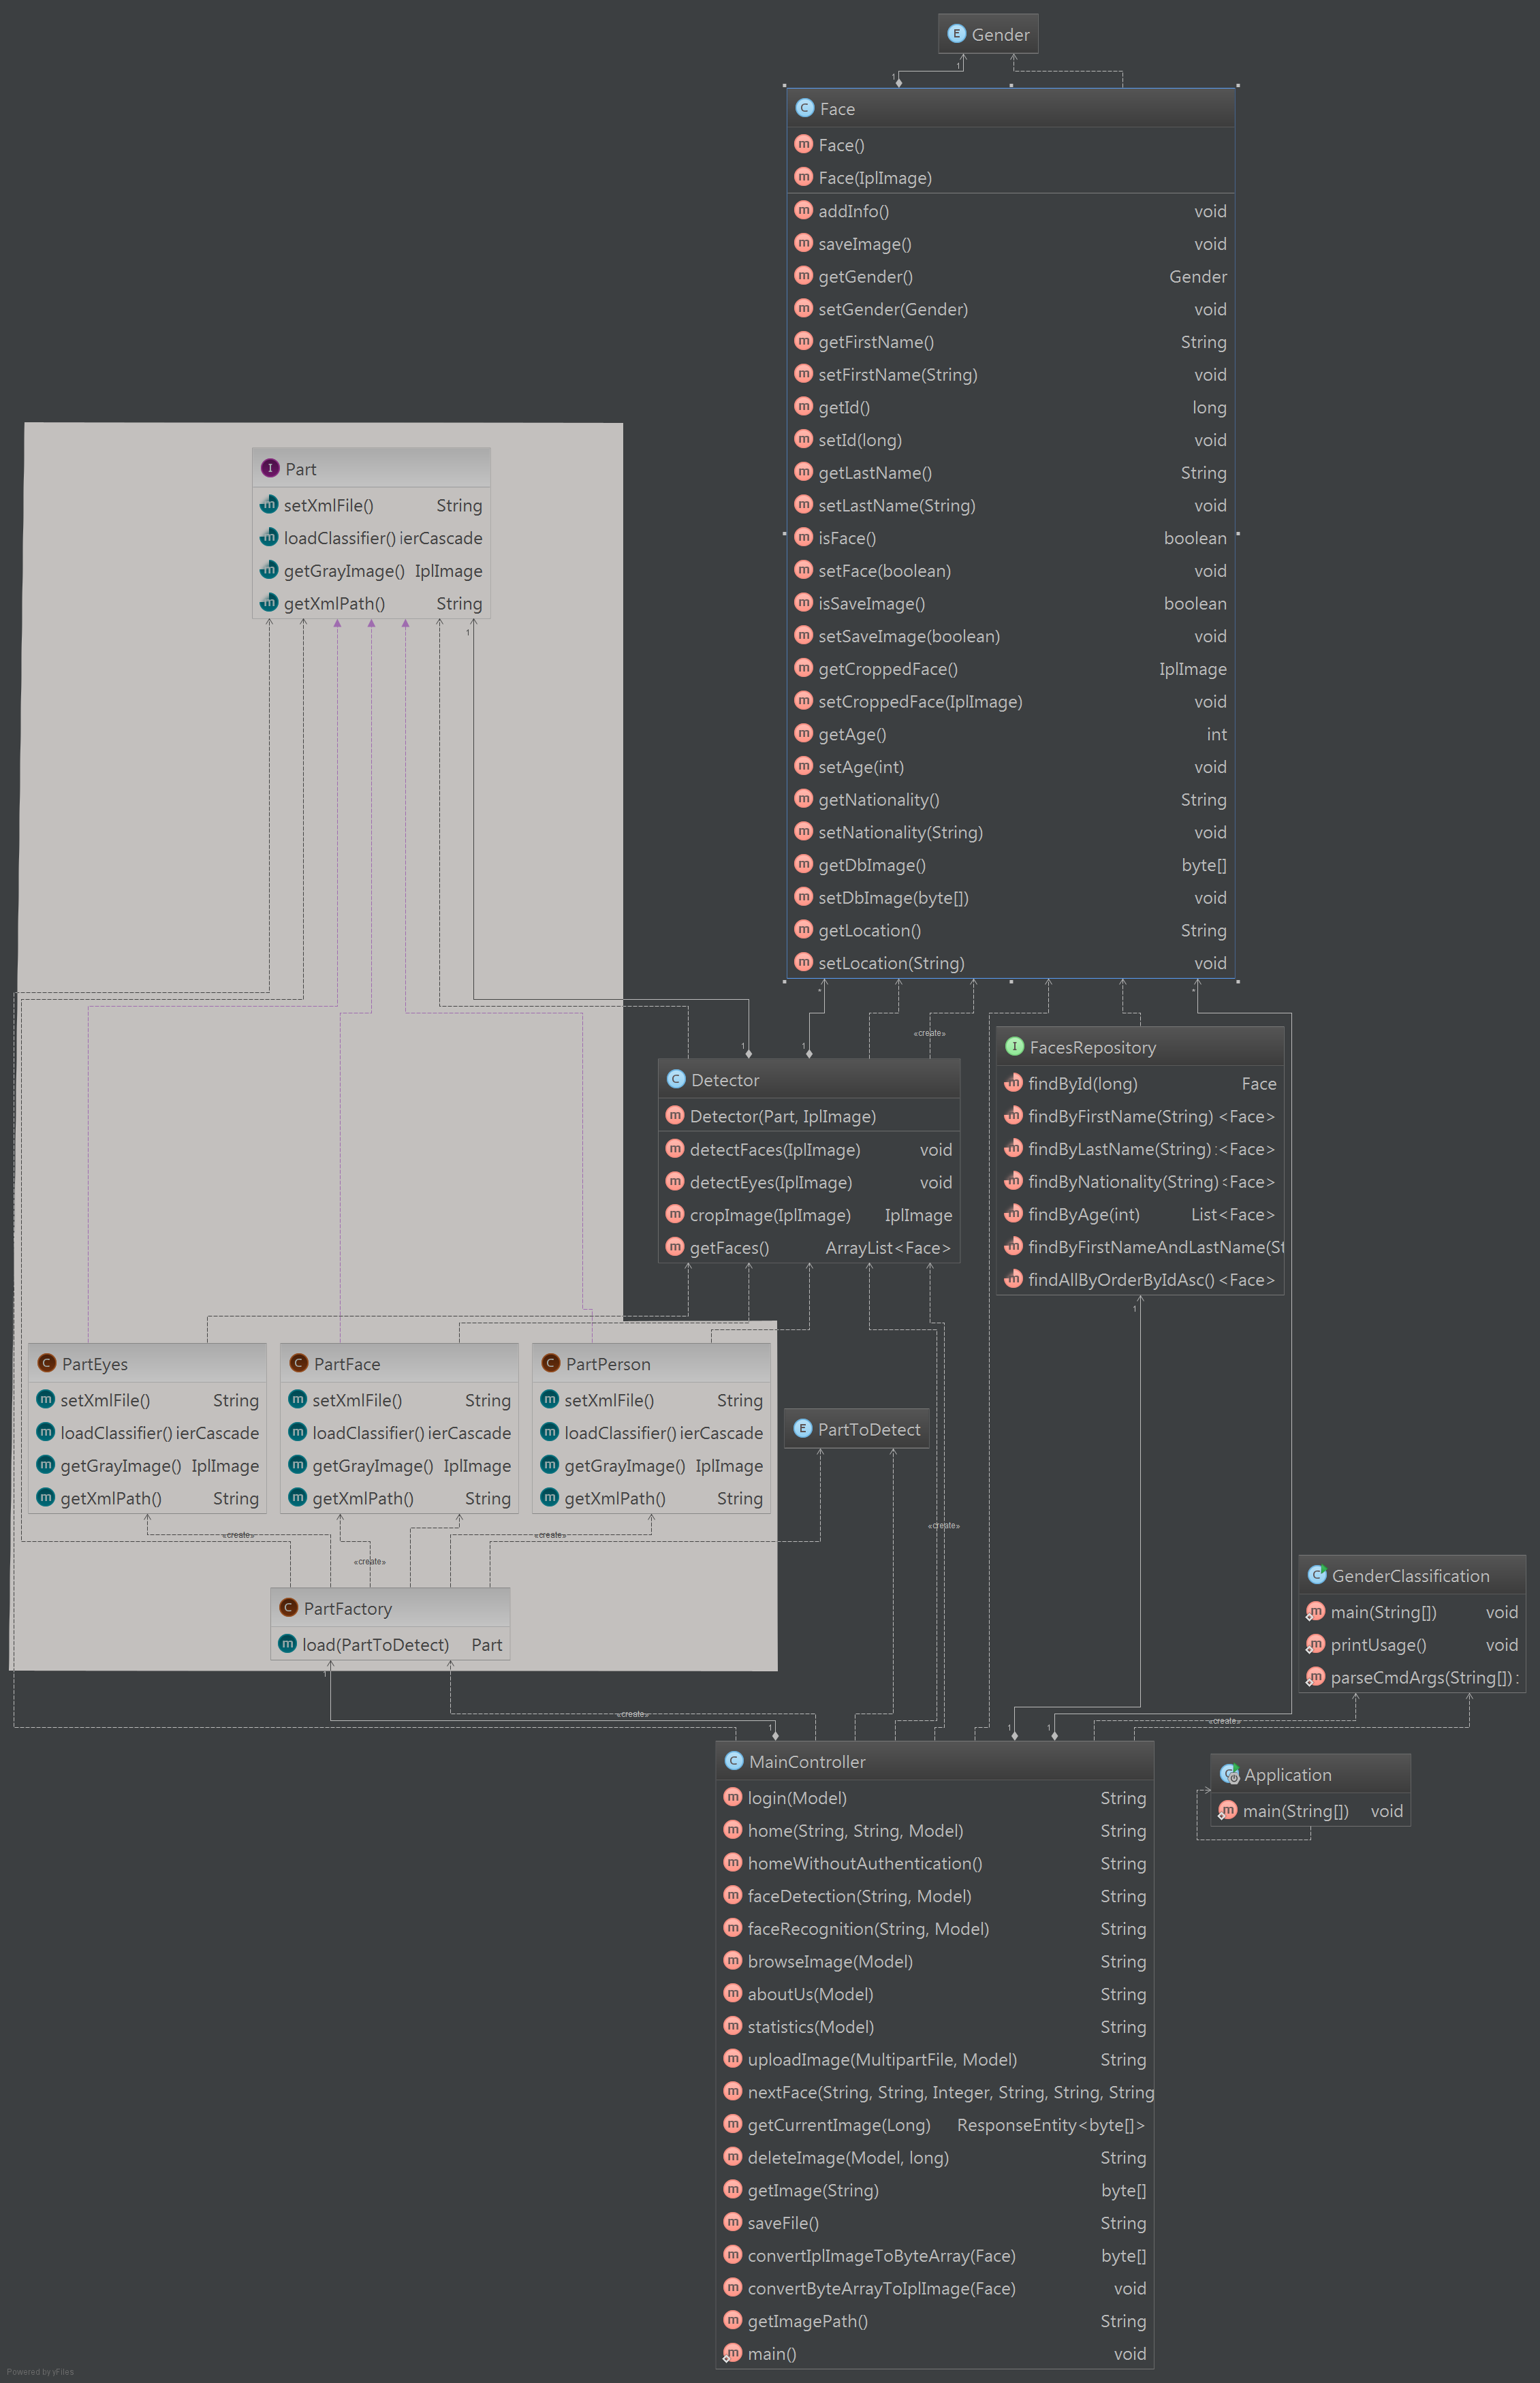 Gender
1
1
Face
Face()
Face(IplImage)
addInfo() void
saveImage() void
getGender() Gender
setGender(Gender) void
getFirstName() String
setFirstName(String) void
getId() long
setId(long) void
getLastName() String
setLastName(String) void
isFace() boolean
setFace(boolean) void
isSaveImage() boolean
setSaveImage(boolean) void
getCroppedFace() IplImage
setCroppedFace(IplImage) void
getAge() int
setAge(int) void
getNationality() String
setNationality(String) void
getDbImage() byte[]
setDbImage(byte[]) void
getLocation() String
setLocation(String) void
Part
setXmlFile() String
loadClassifier() ierCascade
getGrayImage() IplImage
getXmlPath() String
1
*
*
«create»
1
1
Detector
Detector(Part, IplImage)
detectFaces(IplImage) void
detectEyes(IplImage) void
cropImage(IplImage) IplImage
getFaces() ArrayList<Face>
FacesRepository
findById(long) Face
findByFirstName(String) <Face>
findByLastName(String) :<Face>
findByNationality(String) <Face>
findByAge(int) List<Face>
findByFirstNameAndLastName(St
findAllByOrderByIdAsc() <Face>
1
PartEyes
setXmlFile() String
loadClassifier() ierCascade
getGrayImage() IplImage
getXmlPath() String
PartFace
setXmlFile() String
loadClassifier() ierCascade
getGrayImage() IplImage
getXmlPath() String
PartPerson
setXmlFile() String
loadClassifier() ierCascade
getGrayImage() IplImage
getXmlPath() String
PartToDetect
«create»
«create»
«create»
«create»
PartFactory
load(PartToDetect) Part
1
GenderClassification
main(String[]) void
printUsage() void
parseCmdArgs(String[]) :
«create»
«create»
1
1
1
MainController
login(Model) String
home(String, String, Model) String
homeWithoutAuthentication() String
faceDetection(String, Model) String
faceRecognition(String, Model) String
browseImage(Model) String
aboutUs(Model) String
statistics(Model) String
uploadImage(MultipartFile, Model) String
nextFace(String, String, Integer, String, String, String
getCurrentImage(Long) ResponseEntity<byte[]>
deleteImage(Model, long) String
getImage(String) byte[]
saveFile() String
convertIplImageToByteArray(Face) byte[]
convertByteArrayToIplImage(Face) void
getImagePath() String
main() void
Application
main(String[]) void
Powered by yFiles